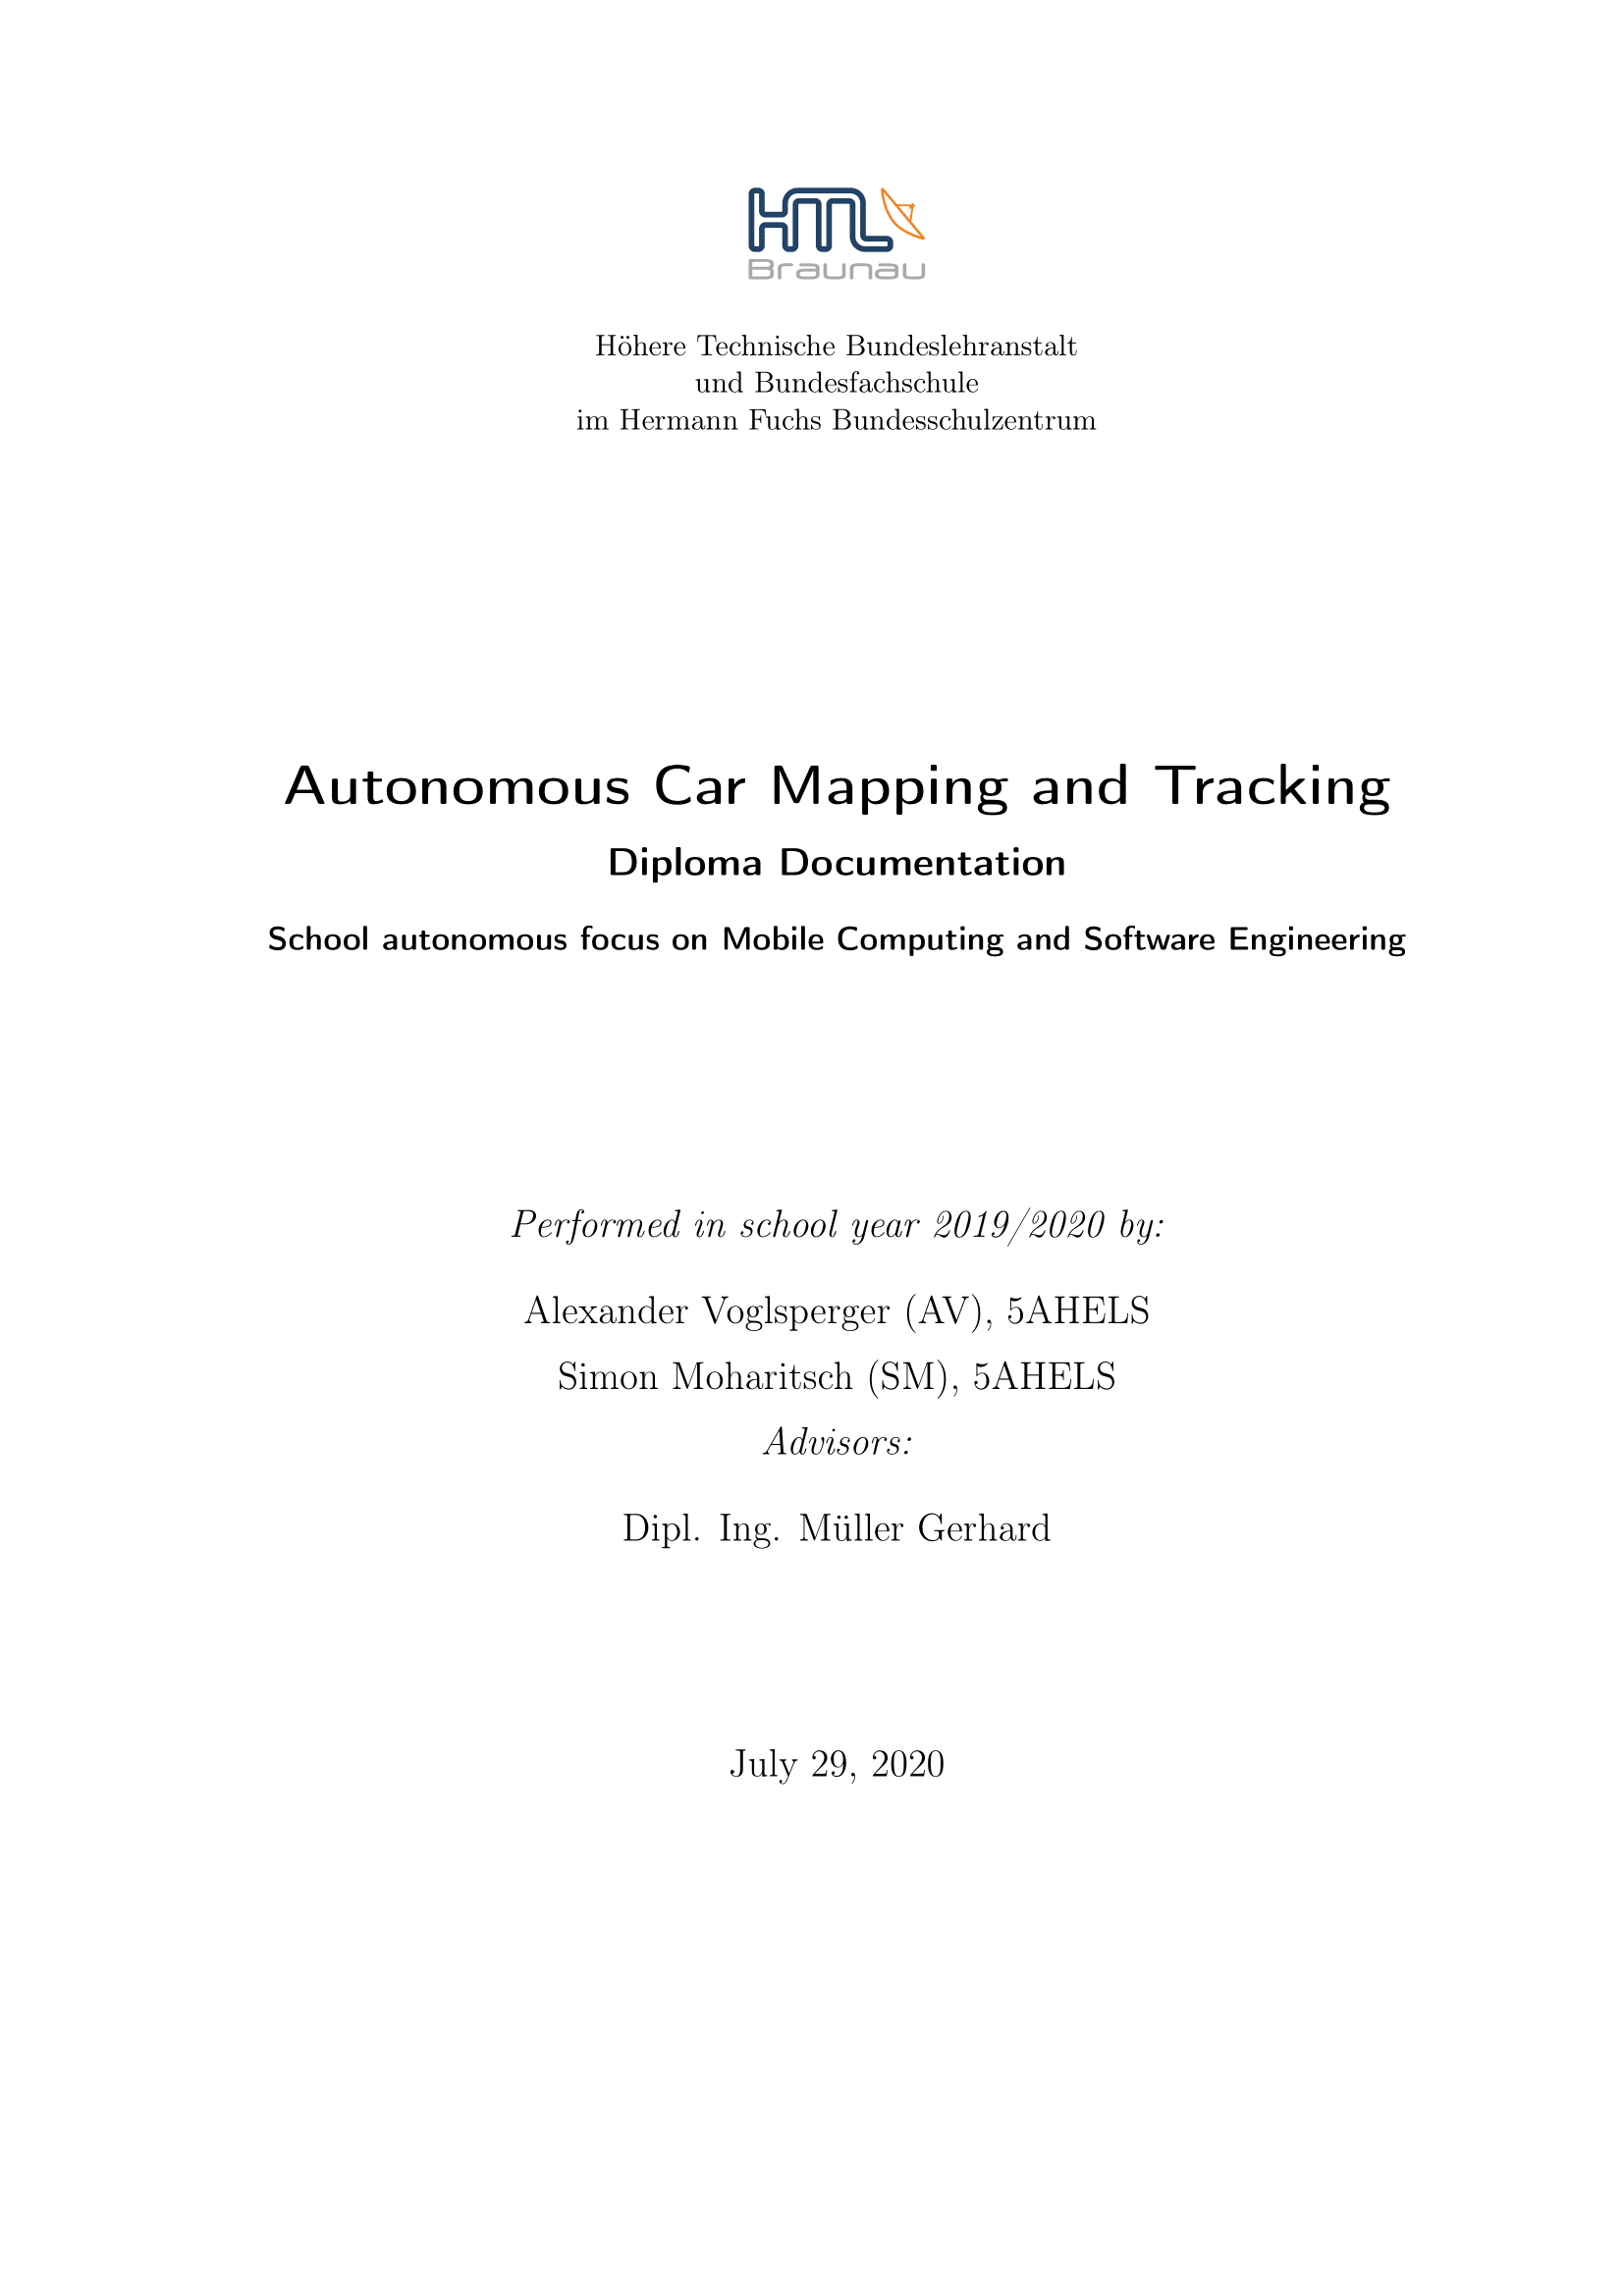 HTL
Braunau
Höhere Technische Bundeslehranstalt
und Bundesfachschule
im Hermann Fuchs Bundesschulzentrum
Autonomous Car Mapping and Tracking
Diploma Documentation
School autonomous focus on Mobile Computing and Software Engineering
Performed in school year 2019/2020 by:
Alexander Voglsperger (AV), 5AHELS
Simon Moharitsch (SM), 5AHELS
Advisors:
Dipl. Ing. Müller Gerhard
July 29, 2020